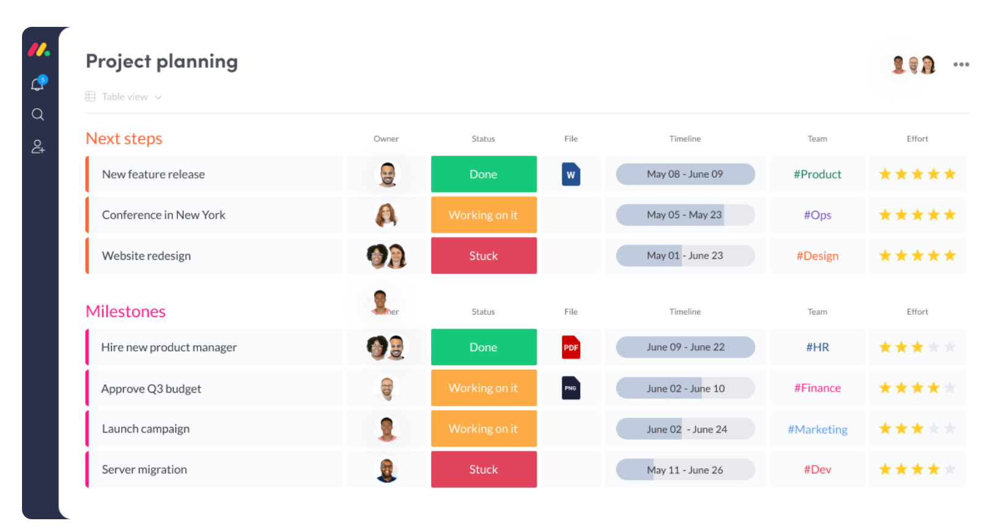 5
Project planning
Table view
Next steps Owner Status File Timeline Team Effort
New feature release Done W May 08 - June 09 #Product
Conference in New York Working on it May 05 - May 23 #Ops
Website redesign Stuck May 01 - June 23 #Design
Milestones Status File Timeline Team Effort
Hire new product manager Done PDF June 09 - June 22 #HR
Approve Q3 budget Working on it PNG June 02 - June 10 #Finance
Launch campaign Working on it June 02 - June 24 #Marketing
Server migration Stuck May 11 - June 26 #Dev